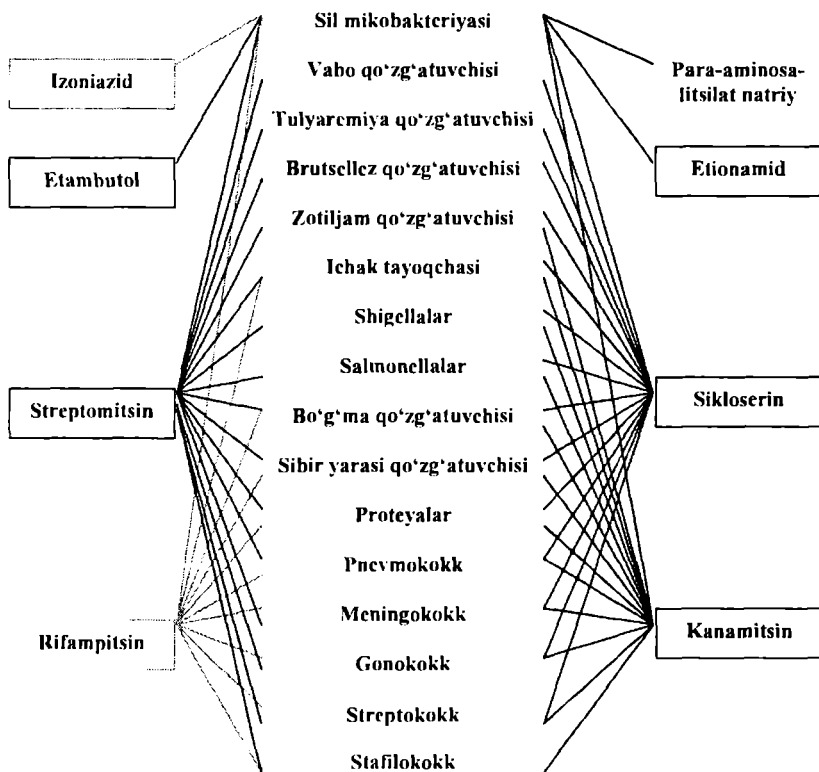 Sil mikobakteriyasi
Izoniazid
Vabo qo‘zg‘atuvchisi
Para-aminosa-
litsilat natriy
Tulyaremiya qo‘zg‘atuvchisi
Etambutol
Brutsellez qo‘zg‘atuvchisi
Etionamid
Zotiljam qo‘zg‘atuvchisi
Ichak tayoqchasi
Shigellalar
Salmonellalar
Streptomitsin
Bo‘g‘ma qo‘zg‘atuvchisi
Sikloserin
Sibir yarasi qo‘zg‘atuvchisi
Proteyalar
Pnevmokokk
Meningokokk
Rifampitsin
Kanamitsin
Gonokokk
Streptokokk
Stafilokokk